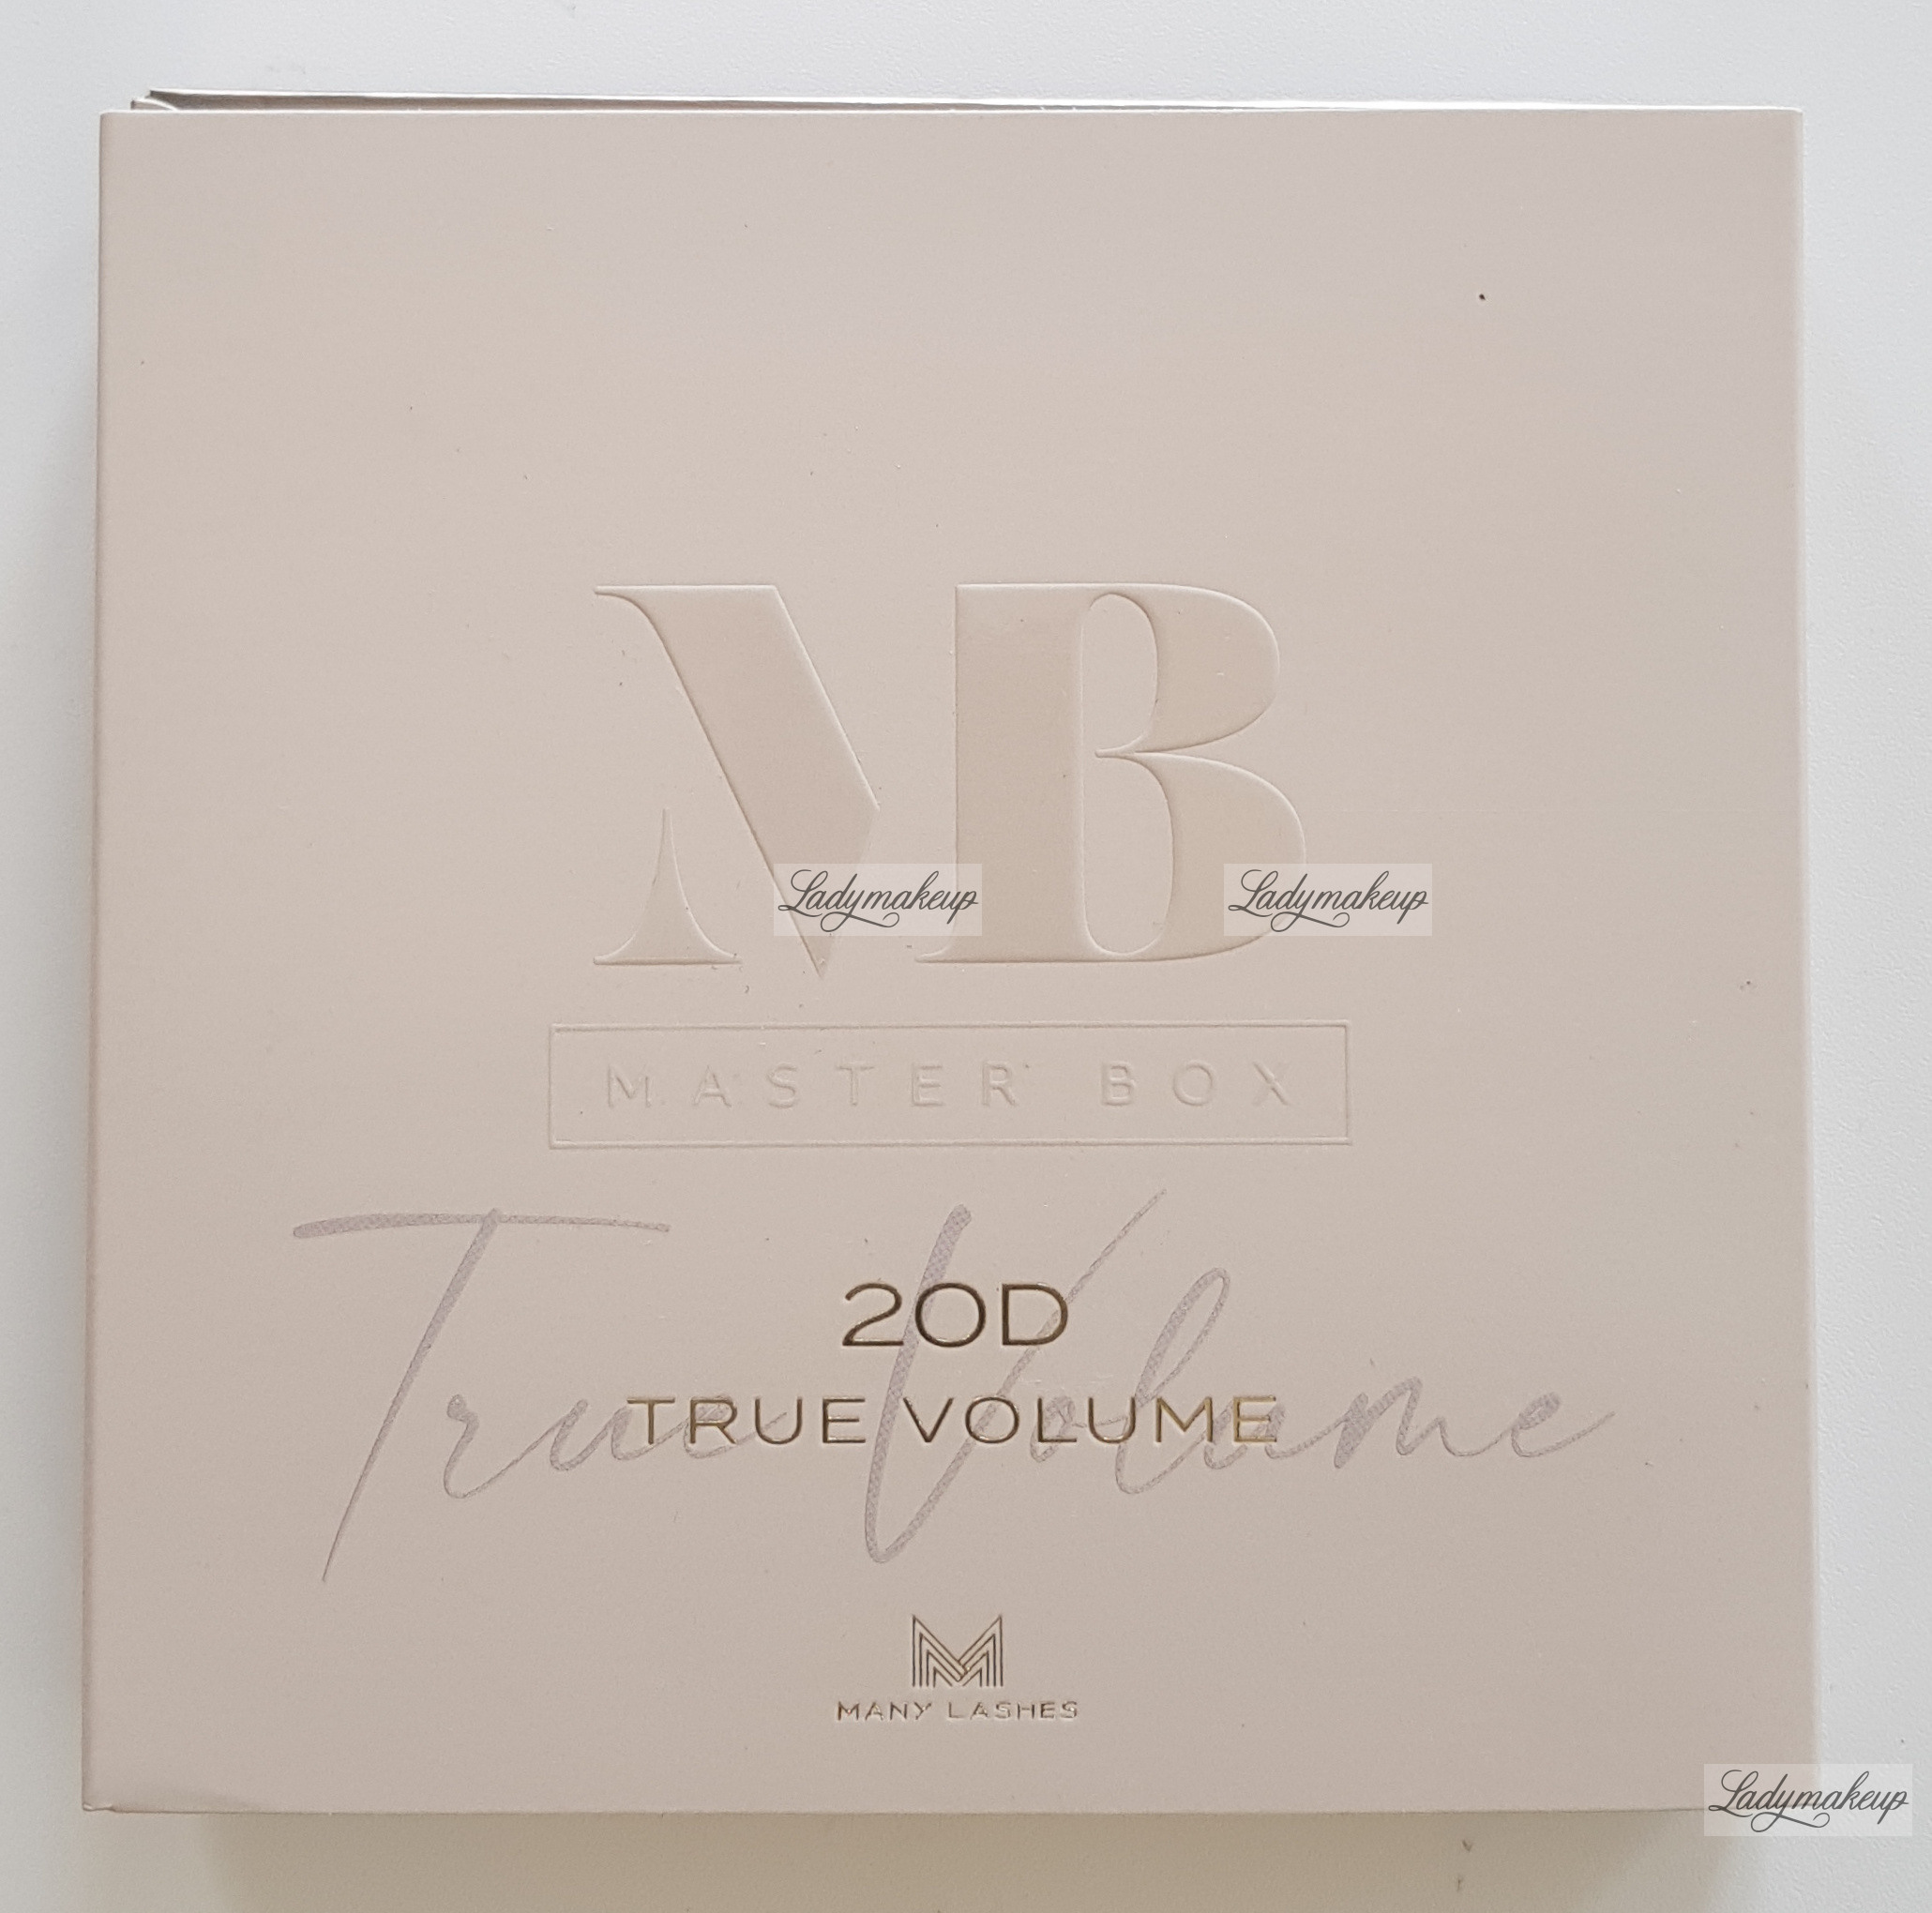 MB
Ladymakeup Ladymakeup
MASTER BOX
True Volume
20D
TRUE VOLUME
M
MANY LASHES
Ladymakeup